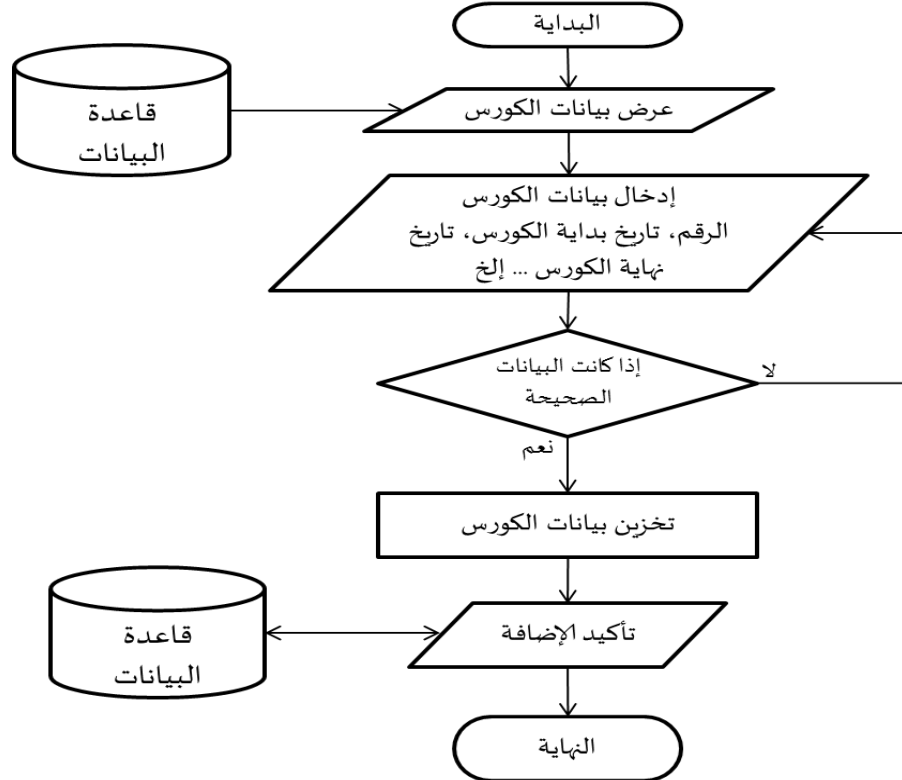 البداية
قاعدة
البيانات
عرض بيانات الكورس
إدخال بيانات الكورس
الرقم، تاريخ بداية الكورس، تاريخ
نهاية الكورس ... إلخ
إذا كانت البيانات
الصحيحة
لا
نعم
تخزين بيانات الكورس
قاعدة
البيانات
تأكيد الإضافة
النهاية